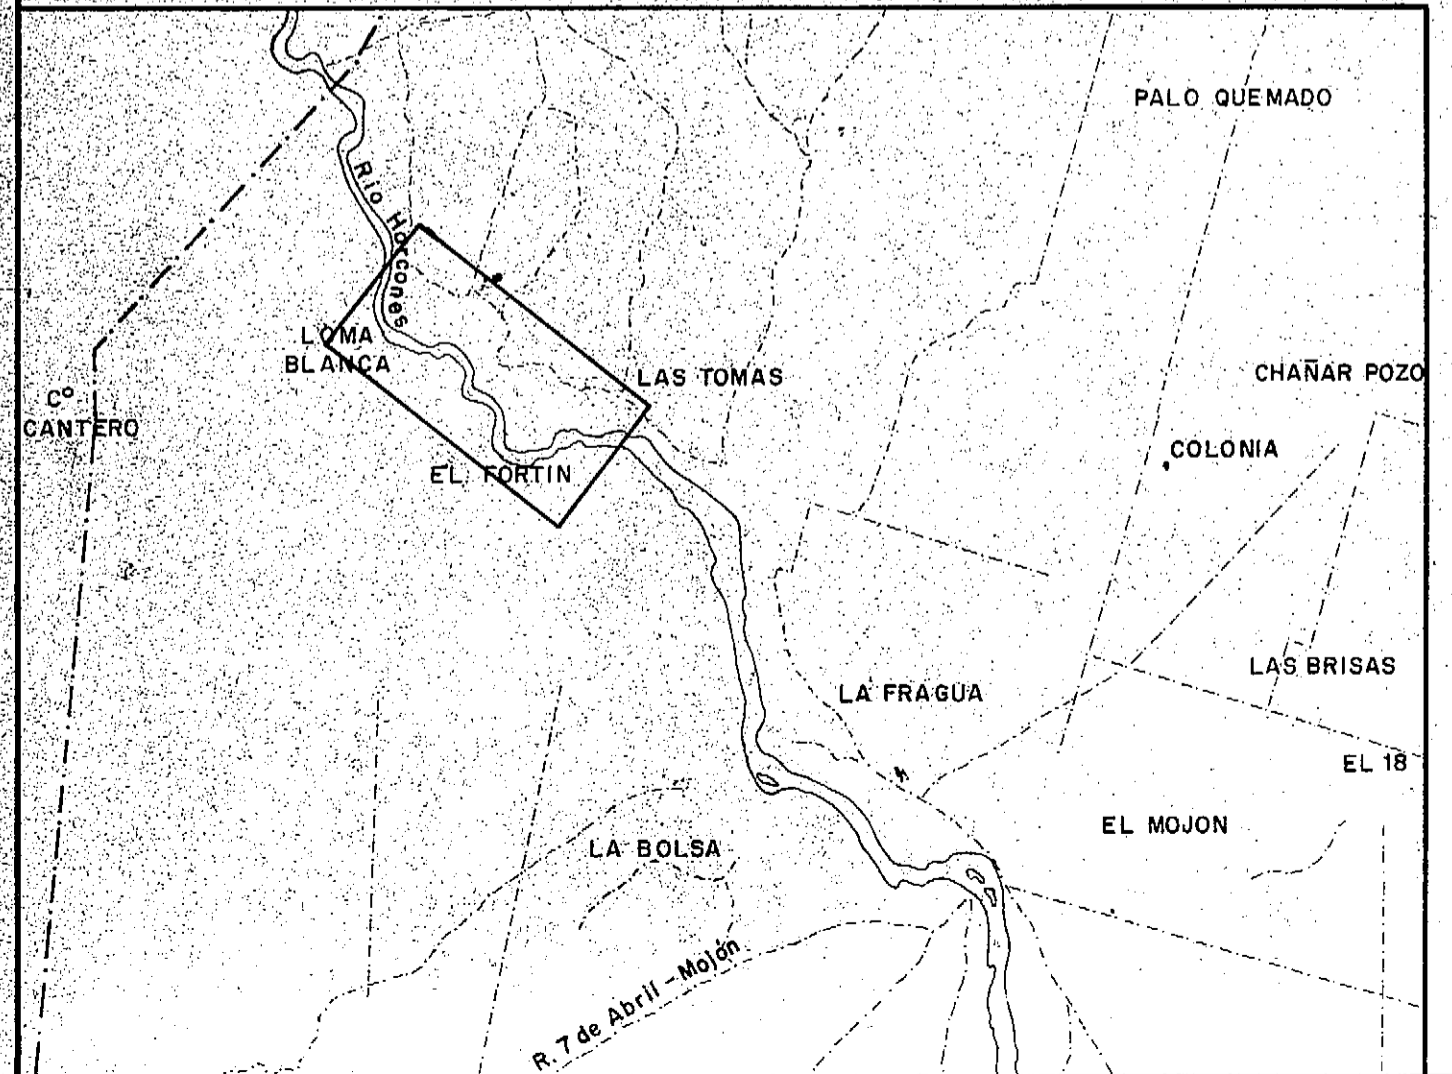 PALO QUEMADO
Rio Horcones
LOMA
BLANCA
LAS TOMAS
CHAÑAR POZO
Cº
CANTERO
COLONIA
EL FORTIN
LAS BRISAS
LA FRAGUA
EL 18
EL MOJON
LA BOLSA
R. 7 de Abril - Mojón